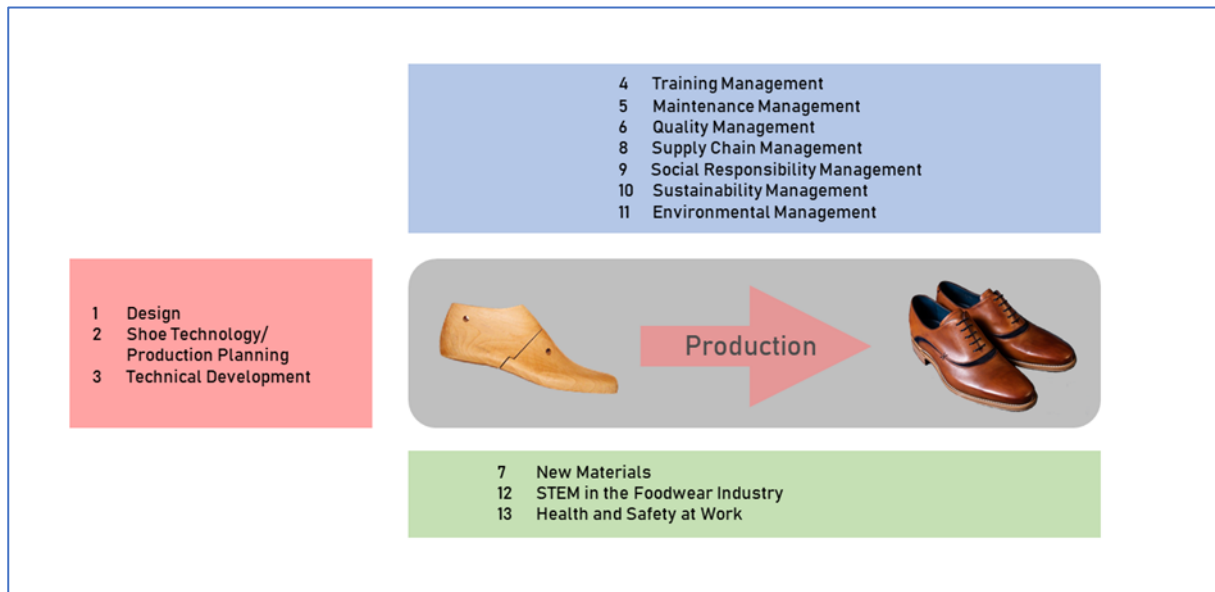 4 Training Management
5 Maintenance Management
6 Quality Management
8 Supply Chain Management
9 Social Responsibility Management
10 Sustainability Management
11 Environmental Management
1 Design
2 Shoe Technology/
Production Planning
3 Technical Development
Production
7 New Materials
12 STEM in the Foodwear Industry
13 Health and Safety at Work